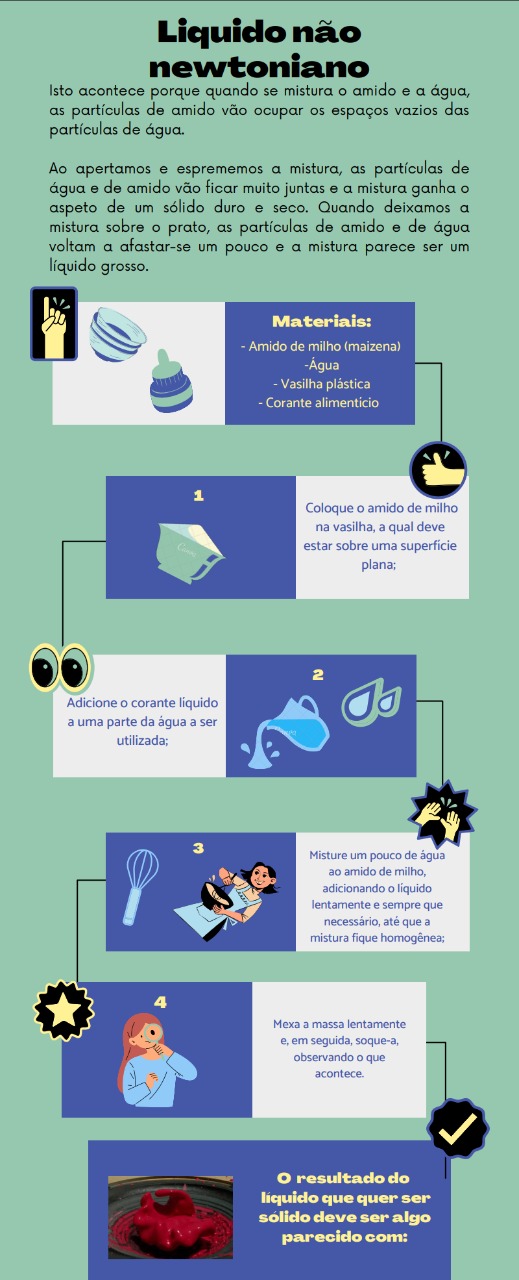 Liquido não
newtoniano
Isto acontece porque quando se mistura o amido e a água,
as partículas de amido vão ocupar os espaços vazios das
partículas de água.
Ao apertamos e esprememos a mistura, as partículas de
água e de amido vão ficar muito juntas e a mistura ganha o
aspeto de um sólido duro e seco. Quando deixamos a
mistura sobre o prato, as partículas de amido e de água
voltam a afastar-se um pouco e a mistura parece ser um
líquido grosso.
Materiais:
- Amido de milho (maizena)
-Água
- Vasilha plástica
- Corante alimenticio
1
Coloque o amido de milho
na vasilha, a qual deve
estar sobre uma superfície
plana;
2
Adicione o corante líquido
a uma parte da água a ser
utilizada;
3
Misture um pouco de água
ao amido de milho,
adicionando o líquido
lentamente e sempre que
necessário, até que a
mistura fique homogênea;
4
Mexa a massa lentamente
e, em seguida, soque-a,
observando o que
acontece.
O resultado do
líquido que quer ser
sólido deve ser algo
parecido com: